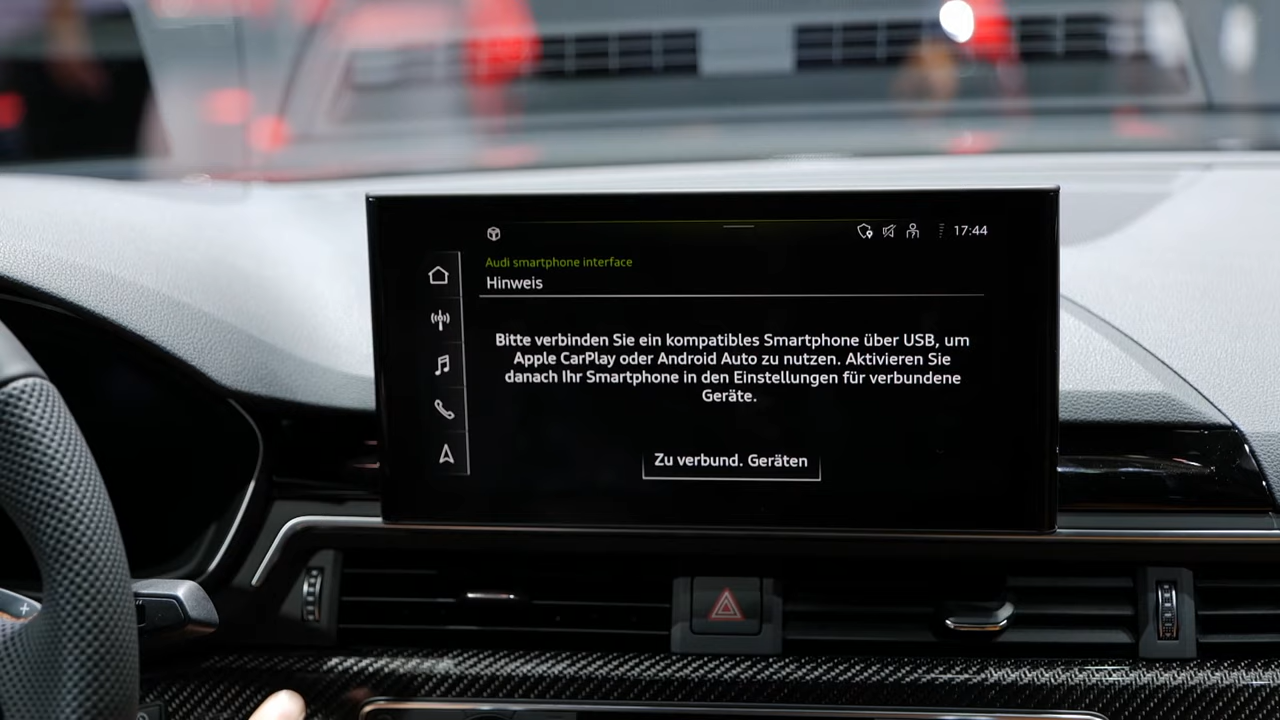 17:44
Audi smartphone interface
Hinweis
Bitte verbinden Sie ein kompatibles Smartphone über USB, um
Apple CarPlay oder Android Auto zu nutzen. Aktivieren Sie
danach Ihr Smartphone in den Einstellungen für verbundene
Geräte.
Zu verbund. Geräten
+